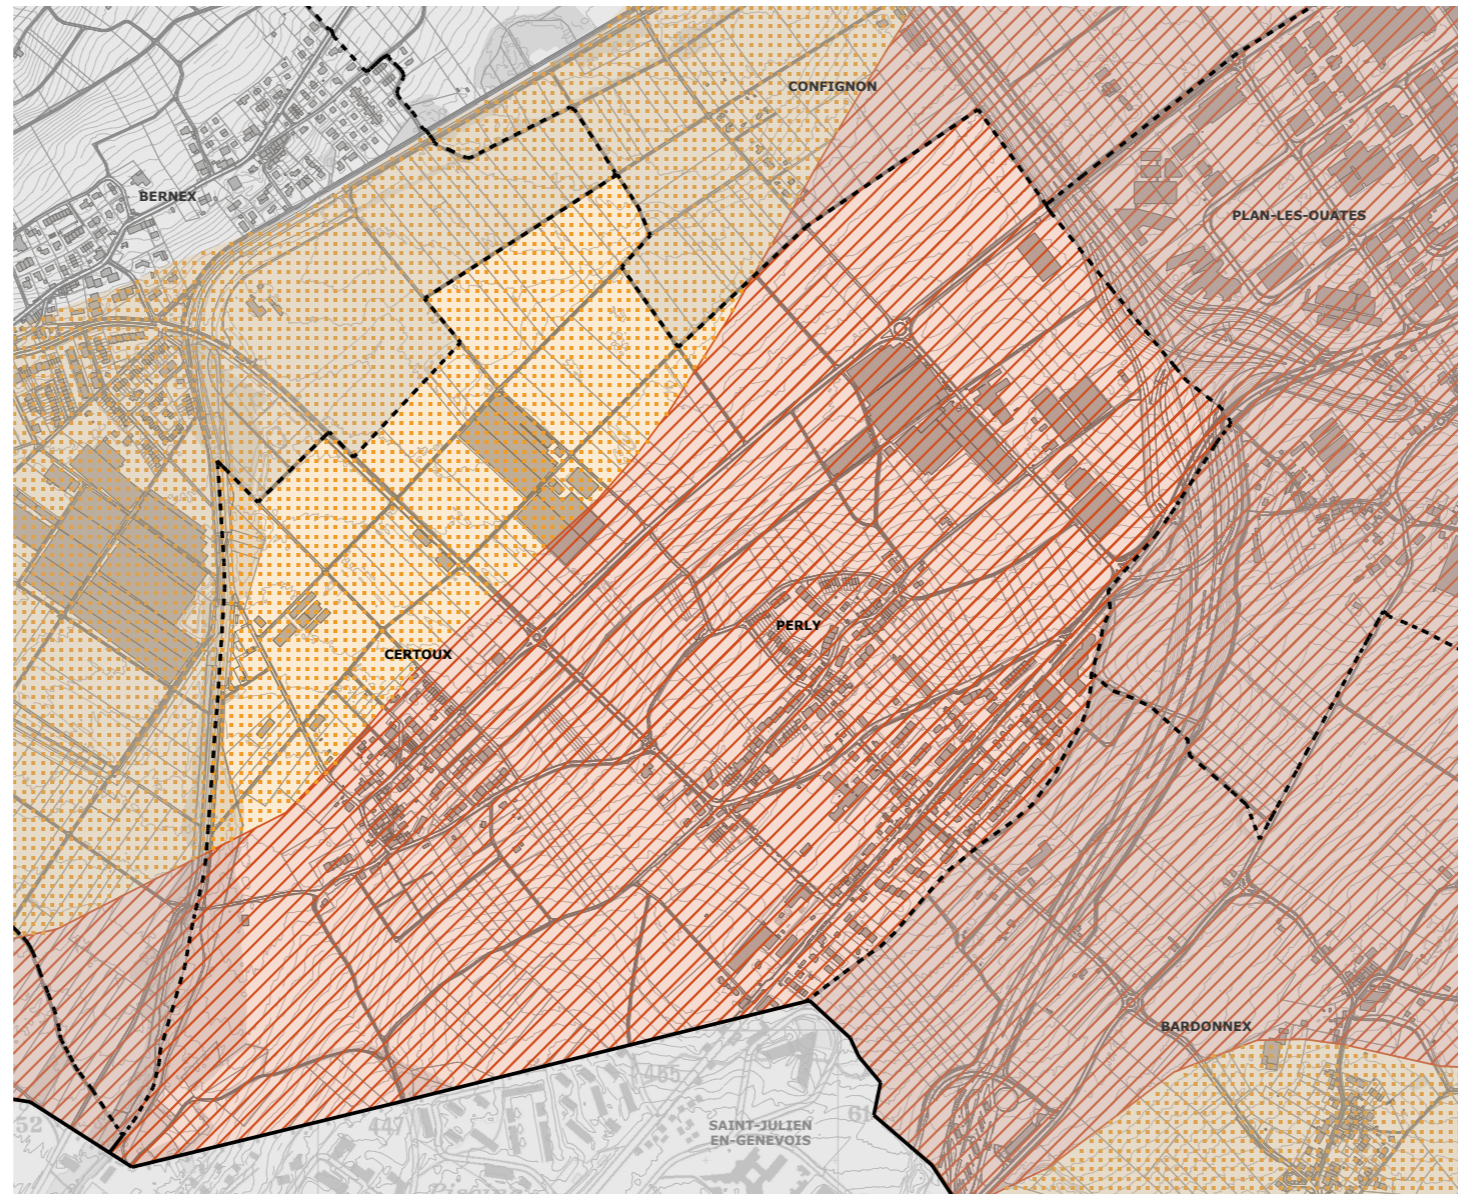 CONFIGNON
BERNEX
PLAN-LES-OUATES
PERLY
CERTOUX
BARDONNEX
SAINT-JULIEN
EN-GENEVOIS